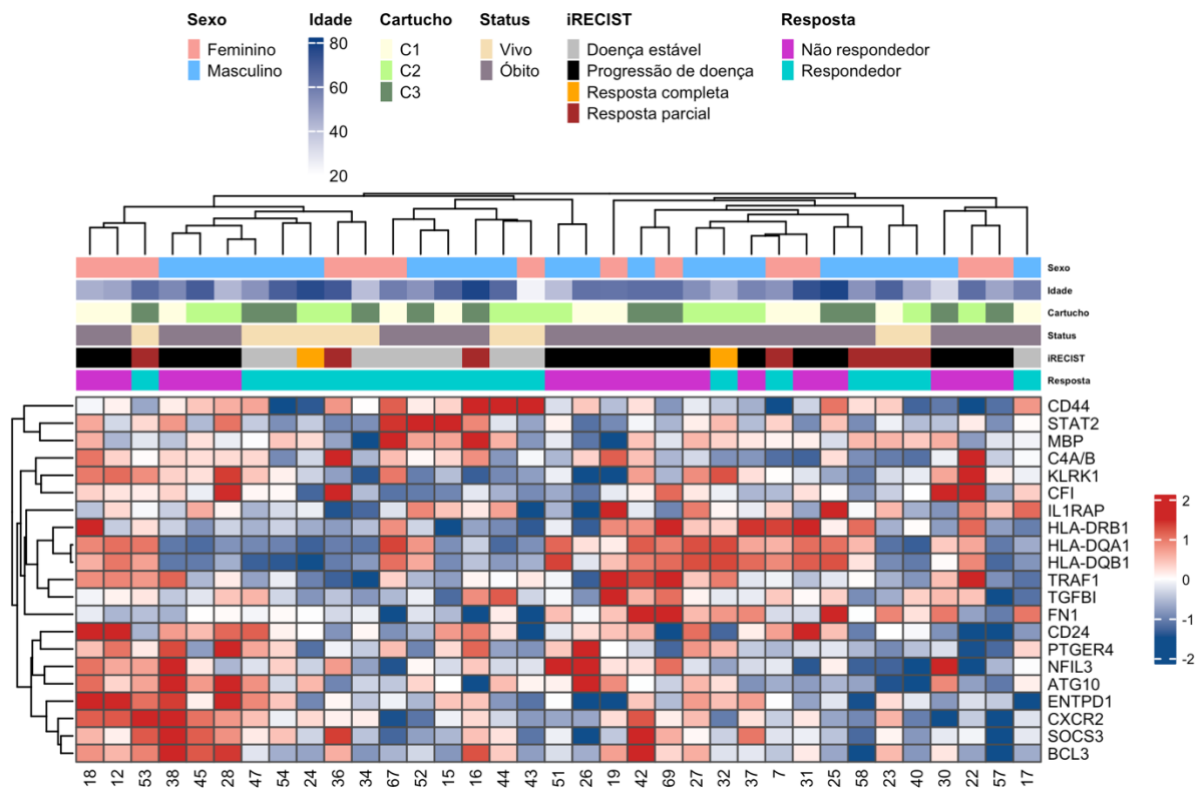 Sexo Idade Cartucho Status iRECIST Resposta
Feminino 80 C1 Vivo Doença estável Não respondedor
Masculino C2 Óbito Progressão de doença Respondedor
60 C3 Resposta completa
Resposta parcial
40
20
Sexo
Idade
Cartucho
Status
iRECIST
Resposta
CD44
STAT2
MBP
C4A/B
KLRK1
CFI
IL1RAP
HLA-DRB1
HLA-DQA1
HLA-DQB1
TRAF1
TGFBI
FN1
CD24
PTGER4
NFIL3
ATG10
ENTPD1
CXCR2
SOCS3
BCL3
2
1
0
-1
-2
18 12 53 38 45 28 47 54 24 36 34 67 52 15 16 44 43 51 26 19 42 69 27 32 37 7 31 25 58 23 40 30 22 57 17